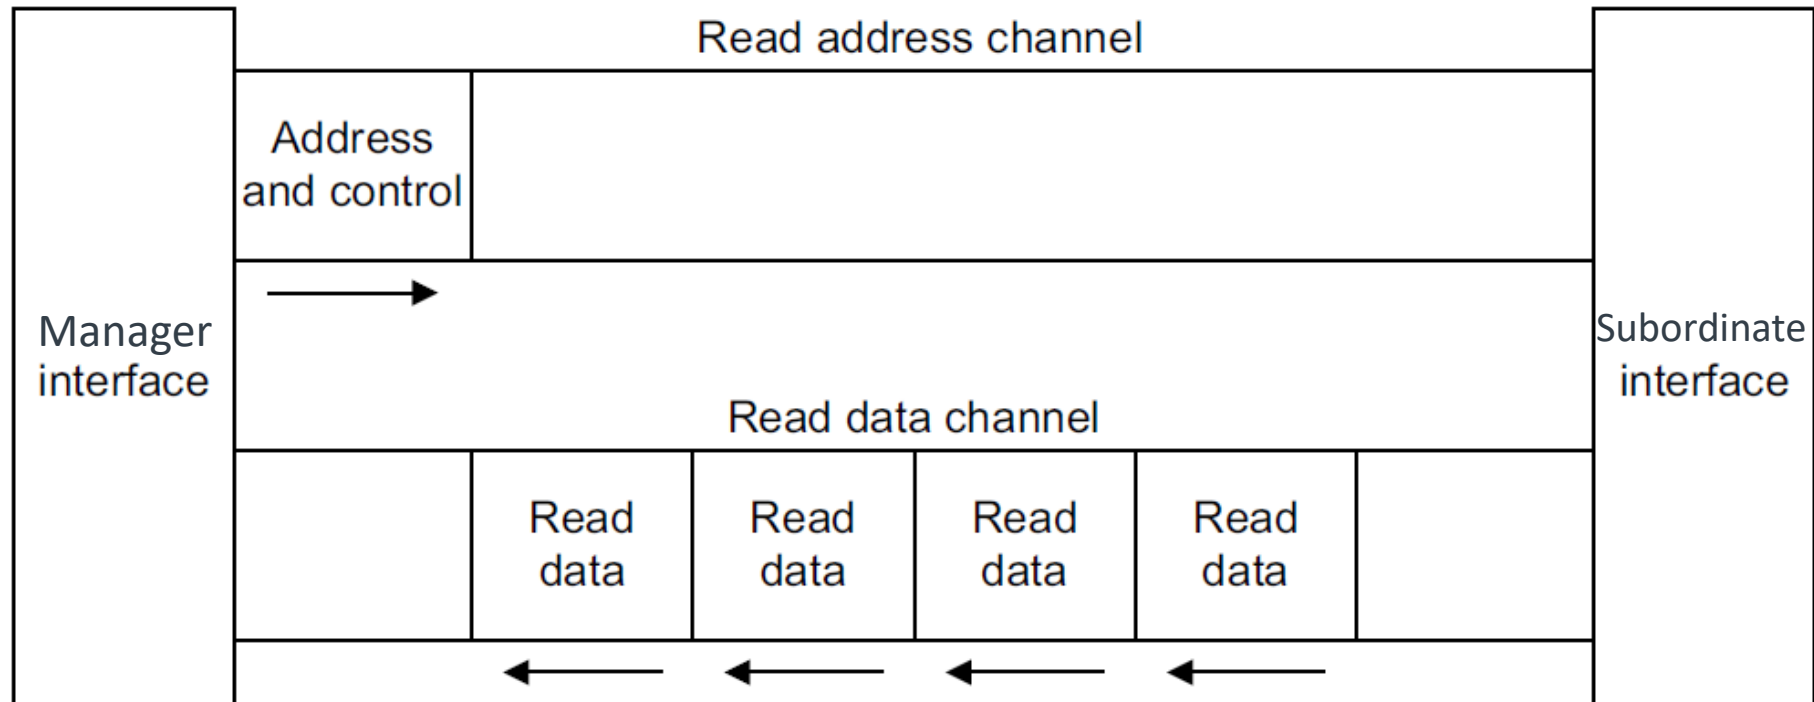 Read address channel
Address
and control
Manager
interface
Subordinate
interface
Read data channel
Read
data
Read
data
Read
data
Read
data